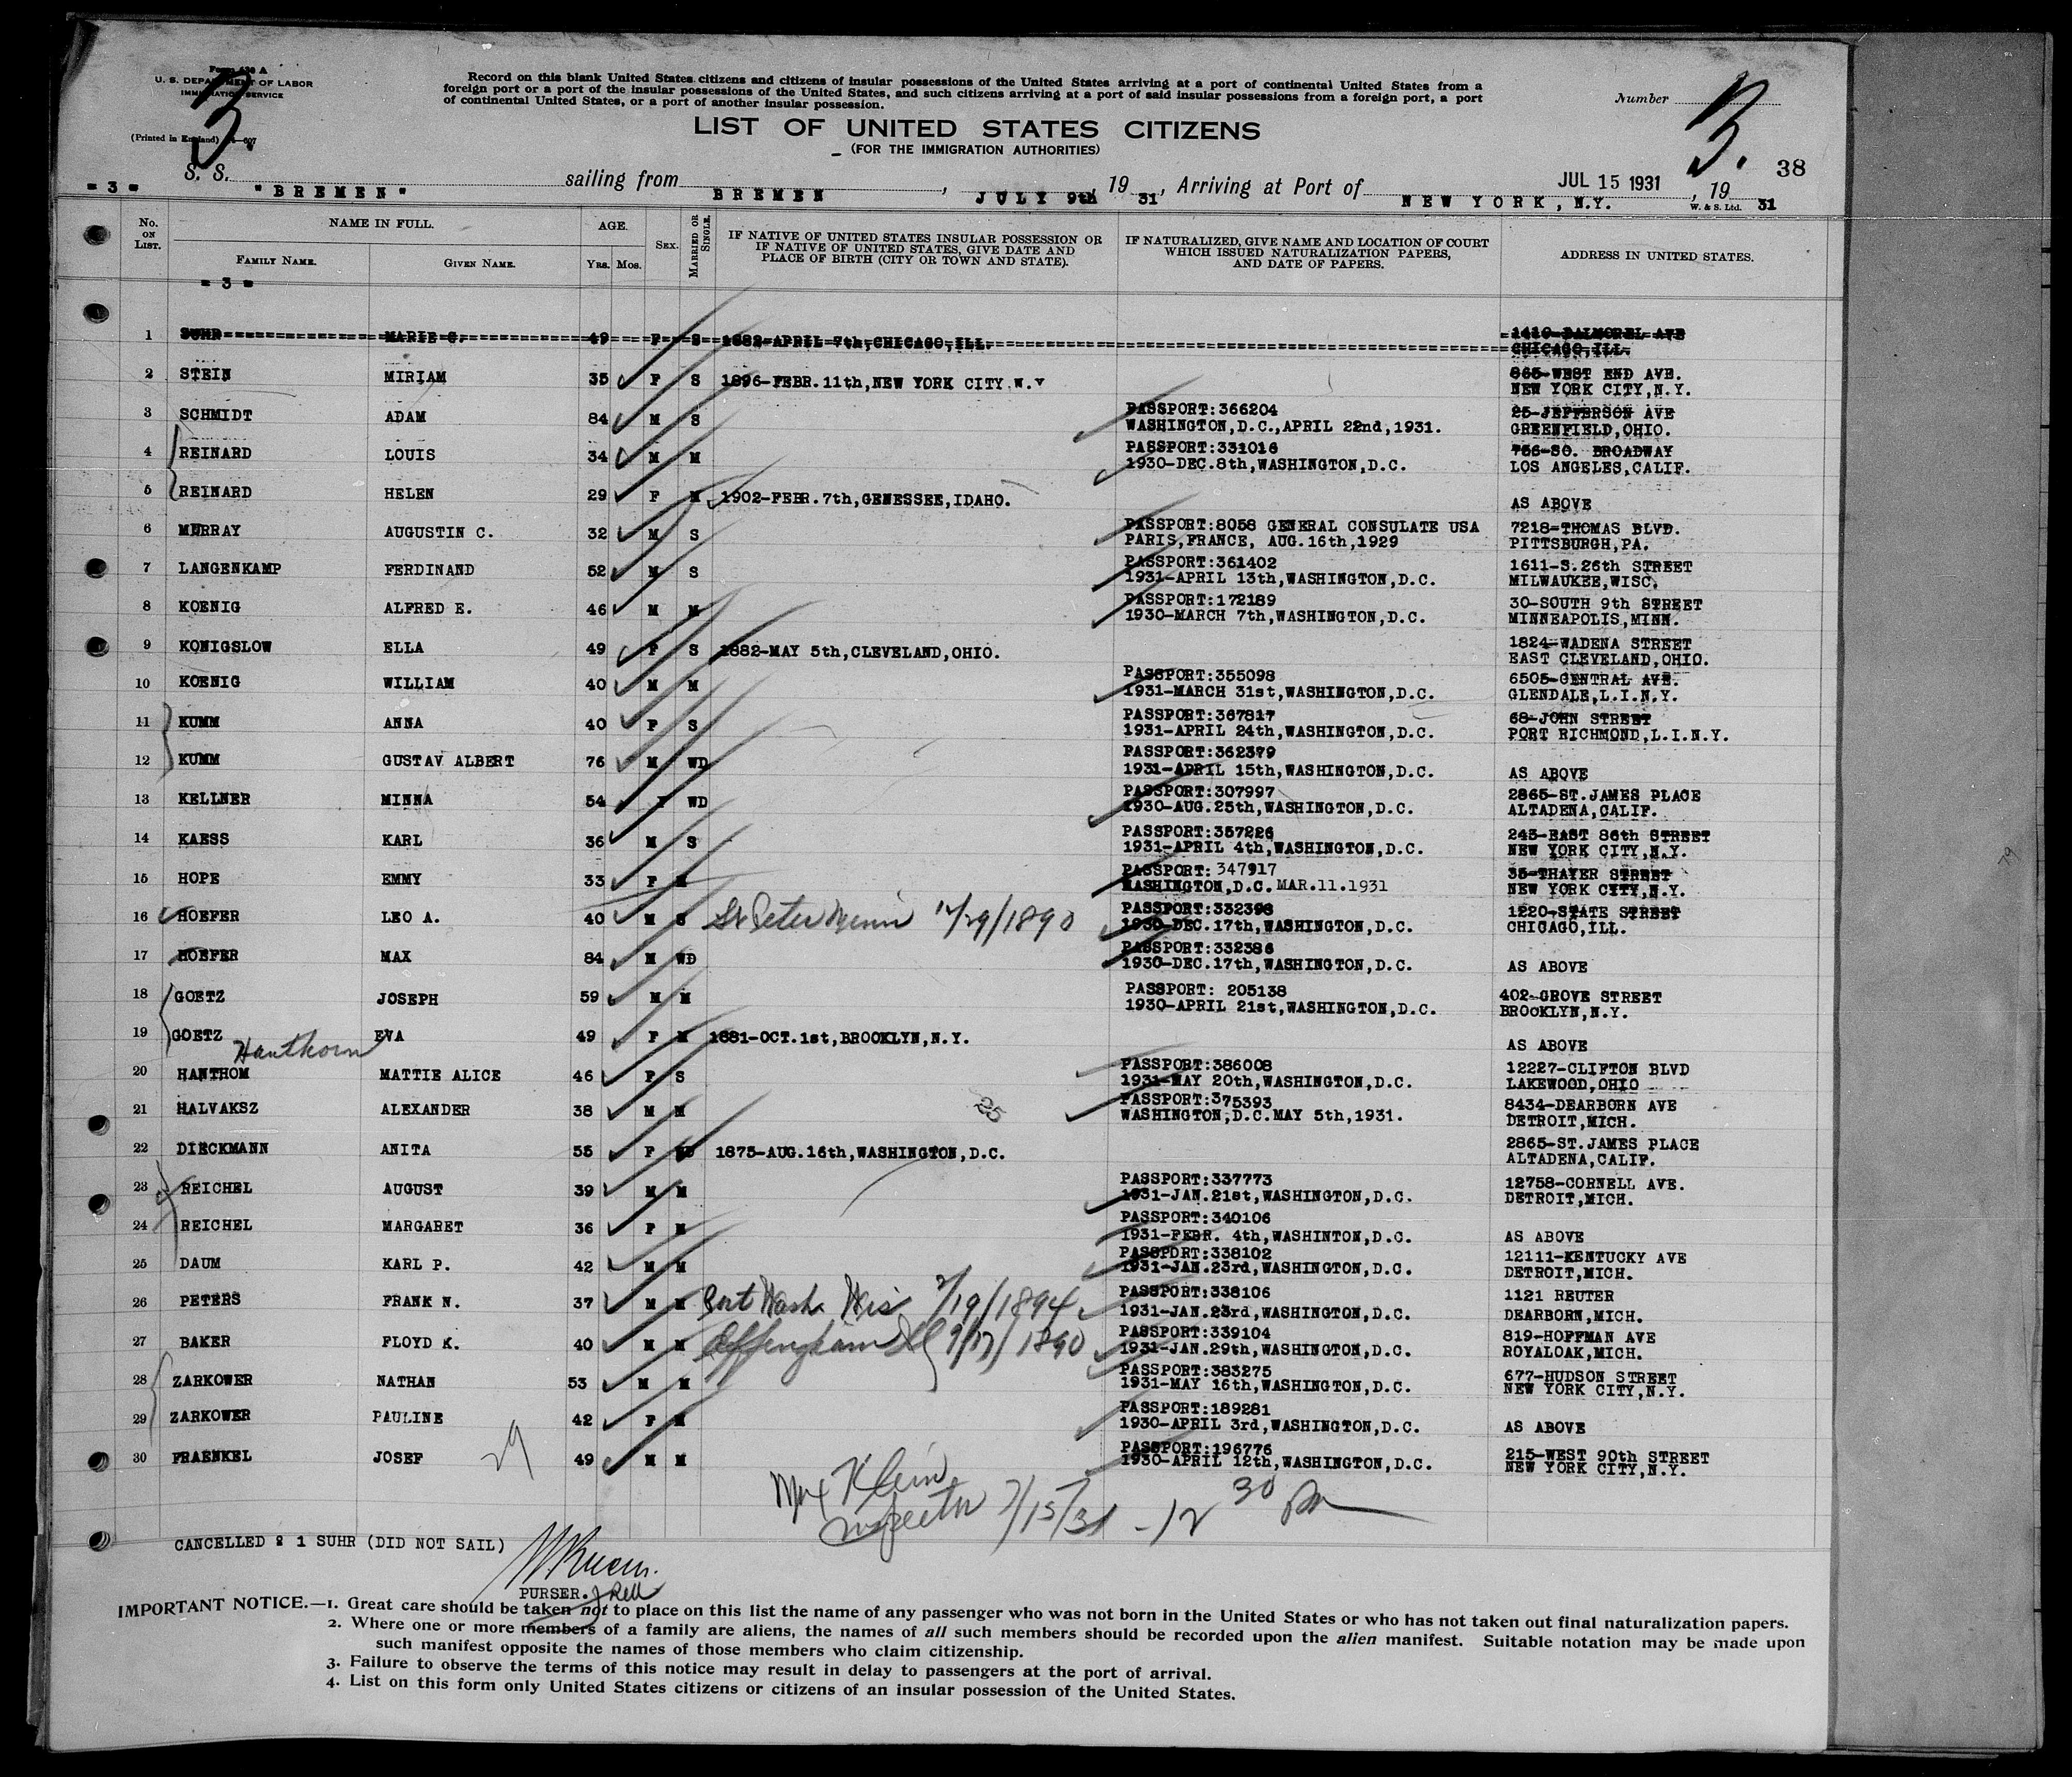 Form 630 A
U. S. DEPARTMENT OF LABOR
IMMIGRATION SERVICE
(Printed in England)
3.
Record on this blank United States citizens and citizens of insular possessions of the United States arriving at a port of continental United States from a
foreign port or a port of the insular possessions of the United States, and such citizens arriving at a port of said insular possessions from a foreign port, a port
of continental United States, or a port of another insular possession.
Number
3.
38
LIST OF UNITED STATES CITIZENS
(FOR THE IMMIGRATION AUTHORITIES)
= 3 = S. S. "BREMEN" sailing from BREMEN, JULY 9th, 19 31, Arriving at Port of NEW YORK, N.Y. JUL 15 1931, 19 31
W. & S. Ltd.
No. ON LIST. NAME IN FULL. FAMILY NAME. GIVEN NAME. AGE. YRS. MOS. SEX. MARRIED OR SINGLE. IF NATIVE OF UNITED STATES INSULAR POSSESSION OR IF NATIVE OF UNITED STATES, GIVE DATE AND PLACE OF BIRTH (CITY OR TOWN AND STATE). IF NATURALIZED, GIVE NAME AND LOCATION OF COURT WHICH ISSUED NATURALIZATION PAPERS, AND DATE OF PAPERS. ADDRESS IN UNITED STATES.
= 3 =
1 SUHR MARIE C. 49 F S 1882-APRIL 7th, CHICAGO, ILL. 1410-BALMOREL AVE
CHICAGO, ILL.
2 STEIN MIRIAM 35 F S 1896-FEBR. 11th, NEW YORK CITY N.Y 865-WEST END AVE.
NEW YORK CITY, N.Y.
3 SCHMIDT ADAM 84 M S PASSPORT:366204 25-JEFFERSON AVE
WASHINGTON, D.C., APRIL 22nd, 1931. GREENFIELD, OHIO.
4 REINARD LOUIS 34 M M PASSPORT:331016 756-SO. BROADWAY
1930-DEC. 8th, WASHINGTON, D.C. LOS ANGELES, CALIF.
5 REINARD HELEN 29 F M 1902-FEBR. 7th, GENESSEE, IDAHO. AS ABOVE
6 MURRAY AUGUSTIN C. 32 M S PASSPORT:8058 GENERAL CONSULATE USA 7218-THOMAS BLVD.
PARIS, FRANCE, AUG. 16th, 1929 PITTSBURGH, PA.
7 LANGENKAMP FERDINAND 52 M S PASSPORT:361402 1611-S. 26th STREET
1931-APRIL 13th, WASHINGTON, D.C. MILWAUKEE, WISC.
8 KOENIG ALFRED E. 46 M M PASSPORT:172189 30-SOUTH 9th STREET
1930-MARCH 7th, WASHINGTON, D.C. MINNEAPOLIS, MINN.
9 KONIGSLOW ELLA 49 F S 1882-MAY 5th, CLEVELAND, OHIO. 1824-WADENA STREET
EAST CLEVELAND, OHIO.
10 KOENIG WILLIAM 40 M M PASSPORT:355098 6505-CENTRAL AVE.
1931-MARCH 31st, WASHINGTON, D.C. GLENDALE, L.I.N.Y.
11 KUMM ANNA 40 F S PASSPORT:367817 68-JOHN STREET
1931-APRIL 24th, WASHINGTON, D.C. PORT RICHMOND, L.I.N.Y.
12 KUMM GUSTAV ALBERT 76 M WD PASSPORT:362379
1931-APRIL 15th, WASHINGTON, D.C. AS ABOVE
13 KELLNER MINNA 54 F WD PASSPORT:307997 2865-ST. JAMES PLACE
1930-AUG. 25th, WASHINGTON, D.C. ALTADENA, CALIF.
14 KAESS KARL 36 M S PASSPORT:357226 243-EAST 86th STREET
1931-APRIL 4th, WASHINGTON, D.C. NEW YORK CITY, N.Y.
15 HOPE EMMY 33 F M PASSPORT: 347917 35-THAYER STREET
WASHINGTON, D.C. MAR. 11. 1931 NEW YORK CITY, N.Y.
16 HOEFER LEO A. 40 M S St Peter Minn 12/29/1890 PASSPORT:332398 1220-STATE STREET
1930-DEC. 17th, WASHINGTON, D.C. CHICAGO, ILL.
17 HOEFER MAX 84 M WD PASSPORT:332386
1930-DEC. 17th, WASHINGTON, D.C. AS ABOVE
18 GOETZ JOSEPH 59 M M PASSPORT: 205138 402-GROVE STREET
1930-APRIL 21st, WASHINGTON, D.C. BROOKLYN, N.Y.
19 GOETZ EVA 49 F M 1881-OCT. 1st, BROOKLYN, N.Y. AS ABOVE
Hawthorn
20 HANTHOM MATTIE ALICE 46 F S PASSPORT:386008 12227-CLIFTON BLVD
1931-MAY 20th, WASHINGTON, D.C. LAKEWOOD, OHIO
21 HALVAKSZ ALEXANDER 38 M M 25 PASSPORT:375393 8434-DEARBORN AVE
WASHINGTON, D.C. MAY 5th, 1931. DETROIT, MICH.
22 DIECKMANN ANITA 55 F WD 1875-AUG. 16th, WASHINGTON, D.C. 2865-ST. JAMES PLACE
ALTADENA, CALIF.
23 REICHEL AUGUST 39 M M PASSPORT:337773 12758-CORNELL AVE.
1931-JAN. 21st, WASHINGTON, D.C. DETROIT, MICH.
24 REICHEL MARGARET 36 F M PASSPORT:340106
1931-FEBR. 4th, WASHINTON, D.C. AS ABOVE
25 DAUM KARL P. 42 M M PASSPORT:338102 12111-KENTUCKY AVE
1931-JAN. 23rd, WASHINGTON, D.C. DETROIT, MICH.
26 PETERS FRANK N. 37 M M Port Wash. Wis 2/19/1894 PASSPORT:338106 1121 REUTER
1931-JAN. 23rd, WASHINGTON, D.C. DEARBORN, MICH.
27 BAKER FLOYD K. 40 M M Effingham Ill 9/17/1890 PASSPORT:339104 819-HOFFMAN AVE
1931-JAN. 29th, WASHINGTON, D.C. ROYALOAK, MICH.
28 ZARKOWER NATHAN 53 M M PASSPORT:383275 677-HUDSON STREET
1931-MAY 16th, WASHINGTON, D.C. NEW YORK CITY, N.Y.
29 ZARKOWER PAULINE 42 F M PASSPORT:189281
1930-APRIL 3rd, WASHINGTON, D.C. AS ABOVE
30 FRAENKEL JOSEF 49 M M PASSPORT:196776 215-WEST 90th STREET
1930-APRIL 12th, WASHINGTON, D.C. NEW YORK CITY, N.Y.
29
Max Klein
Inspector 7/15/31 - 12 30 Pm
CANCELLED : 1 SUHR (DID NOT SAIL)
PURSER.
IMPORTANT NOTICE.—1. Great care should be taken not to place on this list the name of any passenger who was not born in the United States or who has not taken out final naturalization papers.
2. Where one or more members of a family are aliens, the names of all such members should be recorded upon the alien manifest. Suitable notation may be made upon
such manifest opposite the names of those members who claim citizenship.
3. Failure to observe the terms of this notice may result in delay to passengers at the port of arrival.
4. List on this form only United States citizens or citizens of an insular possession of the United States.
79